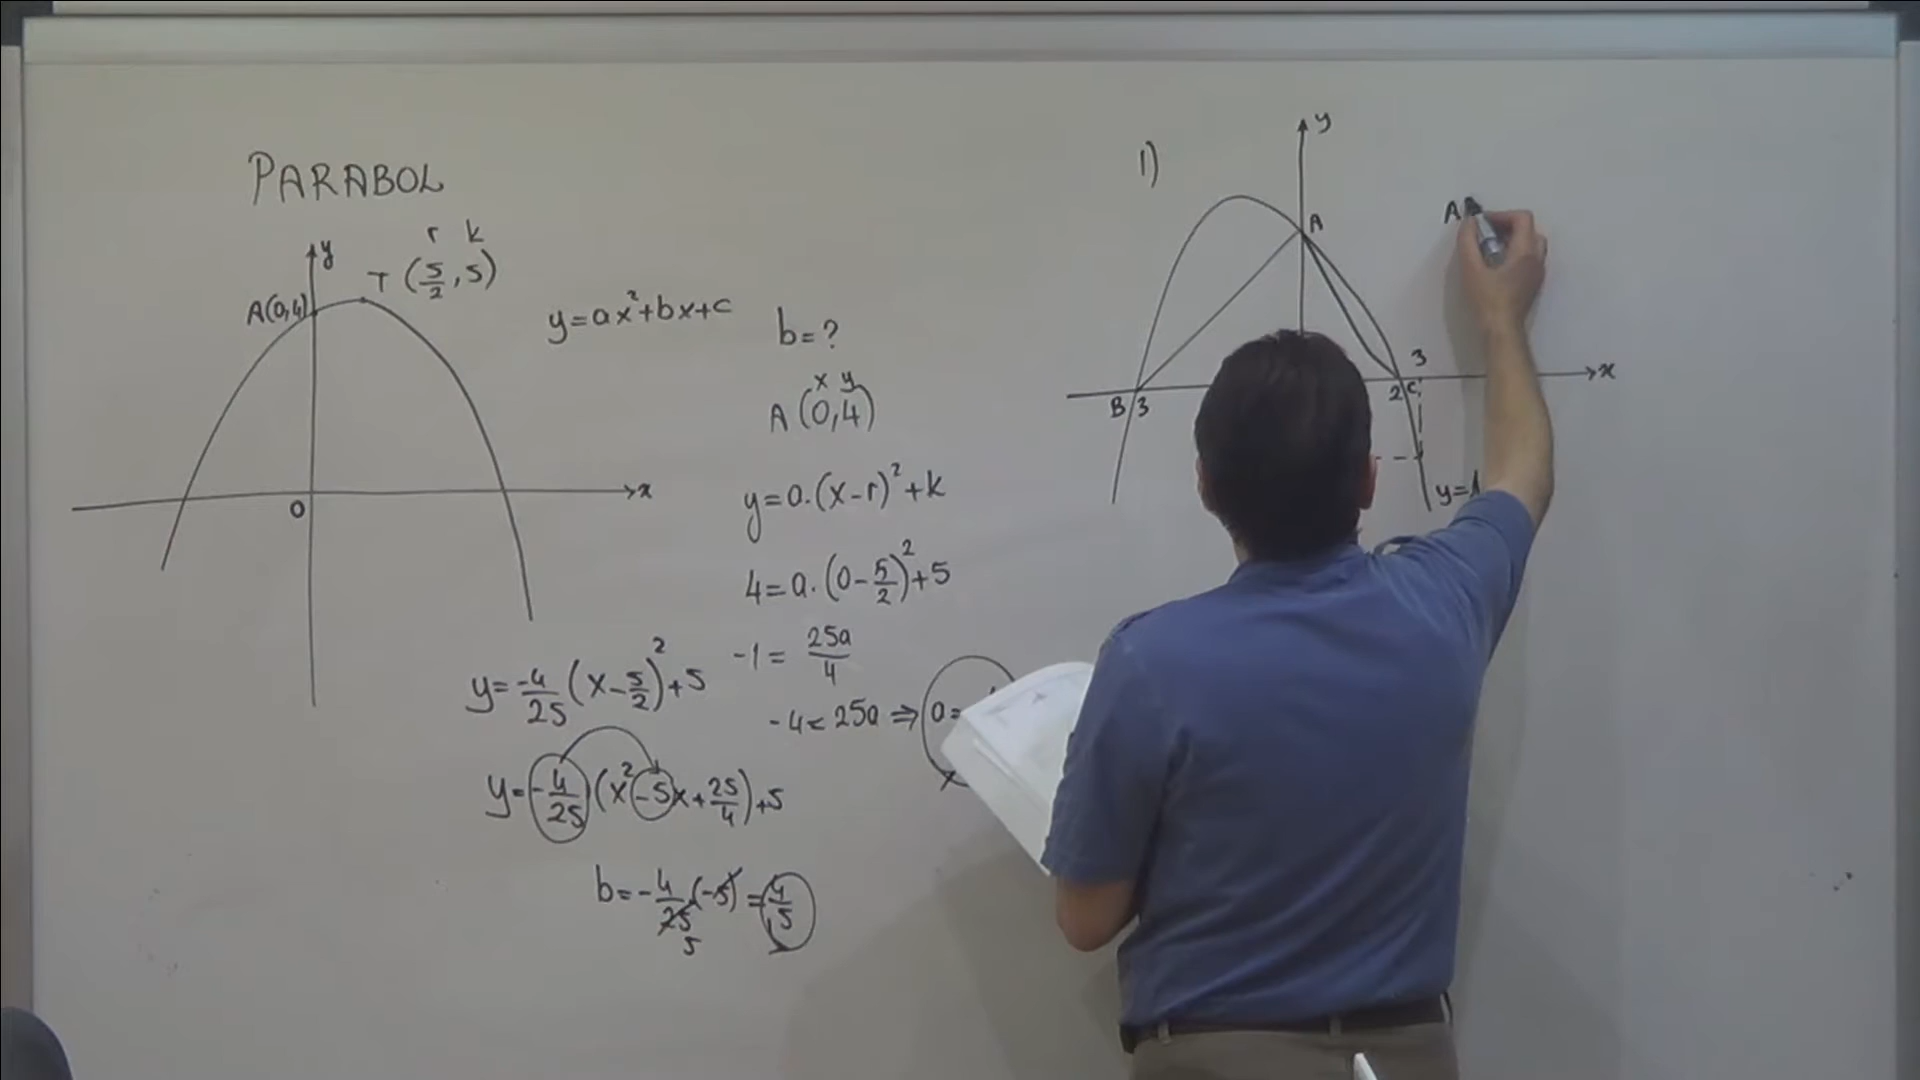 PARABOL
y
r k
T (5/2, 5)
A(0,4)
x
O
y=ax²+bx+c
b=?
x y
A (0,4)
y=a.(x-r)²+k
4=a.(0-5/2)²+5
-1= 25a/4
-4= 25a ⇒ a=
y=-4/25 (x-5/2)²+5
y=-4/25 (x²-5x+25/4)+5
b=-4/25.(-5) =4/5
5
1)
y
A
A
3
x
B 3
2 C
y=